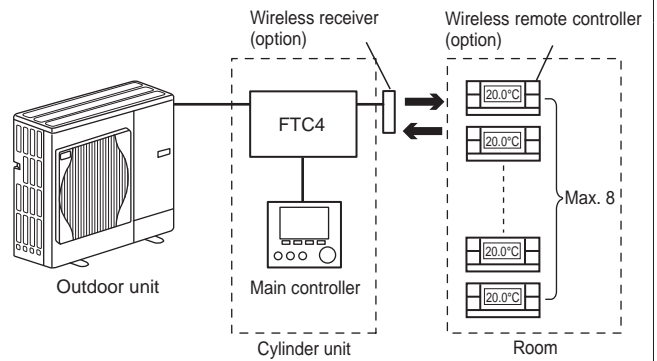 Wireless receiver
(option)
Wireless remote controller
(option)
FTC4
20.0°C
20.0°C
Max. 8
20.0°C
20.0°C
Outdoor unit
Main controller
Cylinder unit
Room